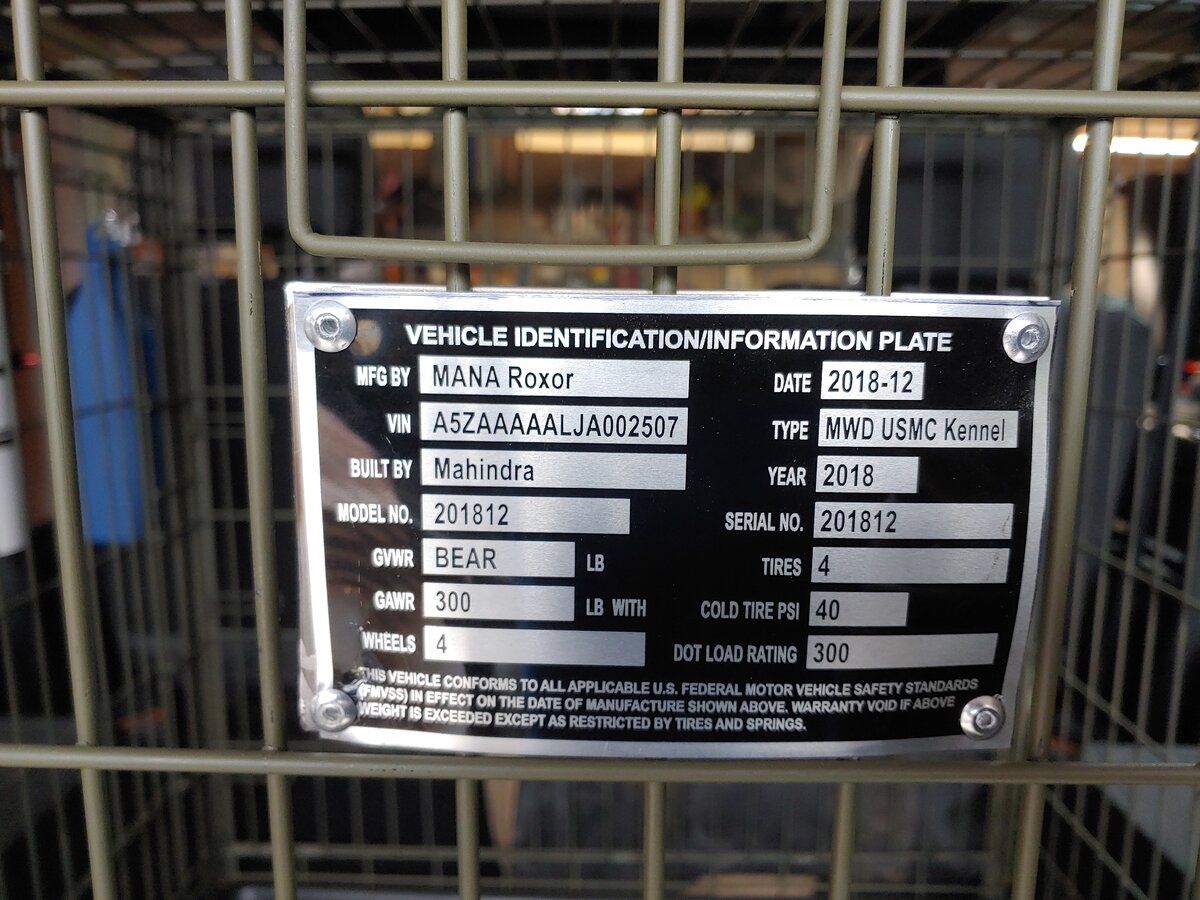 VEHICLE IDENTIFICATION/INFORMATION PLATE
MFG BY MANA Roxor DATE 2018-12
VIN A5ZAAAAALJA002507 TYPE MWD USMC Kennel
BUILT BY Mahindra YEAR 2018
MODEL NO. 201812 SERIAL NO. 201812
GVWR BEAR LB TIRES 4
GAWR 300 LB WITH COLD TIRE PSI 40
WHEELS 4 DOT LOAD RATING 300
THIS VEHICLE CONFORMS TO ALL APPLICABLE U.S. FEDERAL MOTOR VEHICLE SAFETY STANDARDS
(FMVSS) IN EFFECT ON THE DATE OF MANUFACTURE SHOWN ABOVE. WARRANTY VOID IF ABOVE
WEIGHT IS EXCEEDED EXCEPT AS RESTRICTED BY TIRES AND SPRINGS.